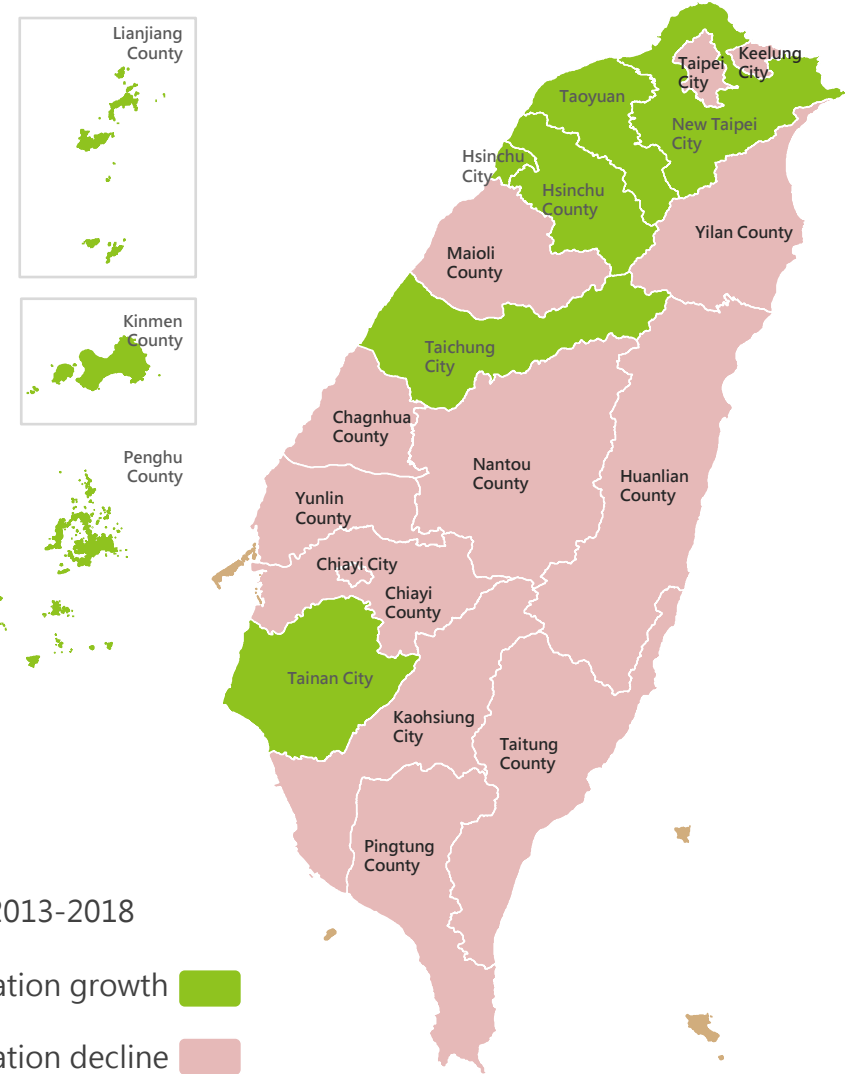 Lianjiang
County
Keelung
City
Taipei
City
Taoyuan
New Taipei
City
Hsinchu
City
Hsinchu
County
Yilan County
Maioli
County
Kinmen
County
Taichung
City
Chagnhua
County
Penghu
County
Nantou
County
Huanlian
County
Yunlin
County
Chiayi City
Chiayi
County
Tainan City
Kaohsiung
City
Taitung
County
Pingtung
County
2013-2018
ation growth
ation decline